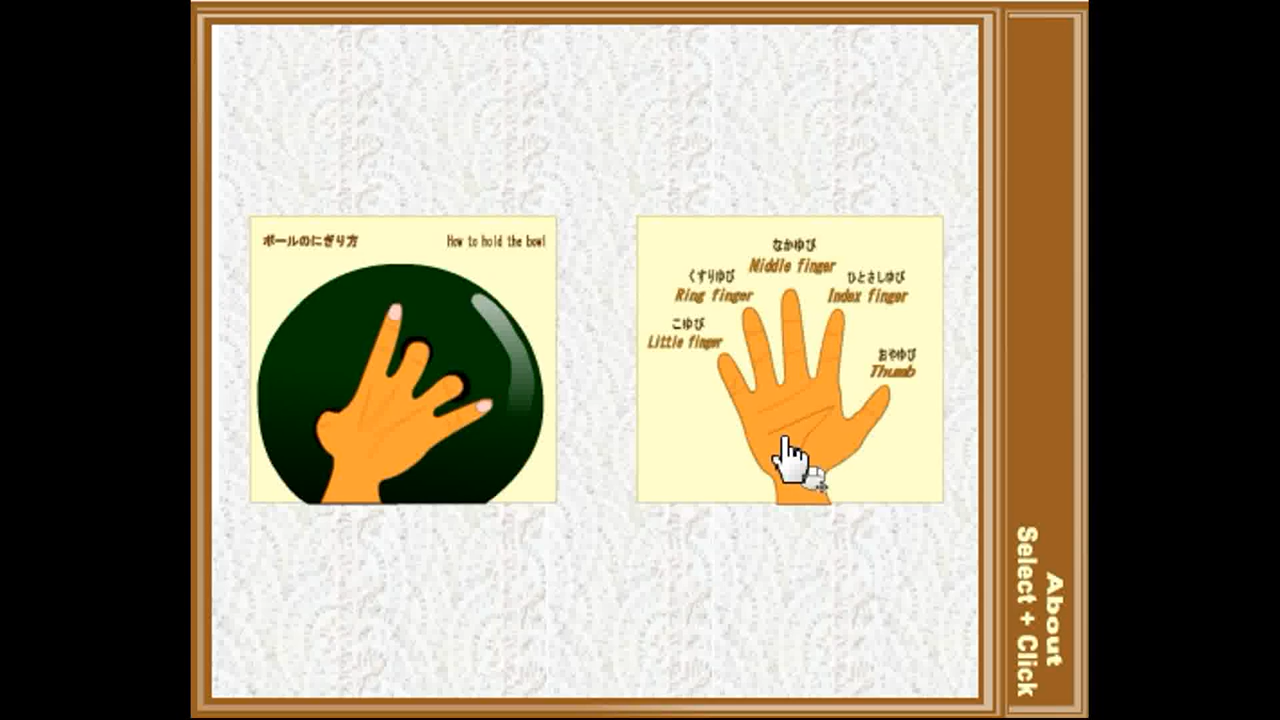 ボールのにぎり方
How to hold the bowl
なかゆび
Middle finger
くすりゆび
Ring finger
ひとさしゆび
Index finger
こゆび
Little finger
おやゆび
Thumb
About
Select + Click